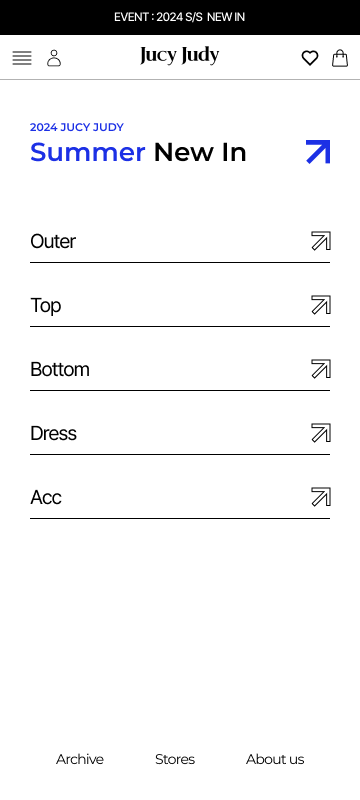 EVENT : 2024 S/S NEW IN
Jucy Judy
2024 JUCY JUDY
Summer New In
Outer
Top
Bottom
Dress
Acc
Archive Stores About us